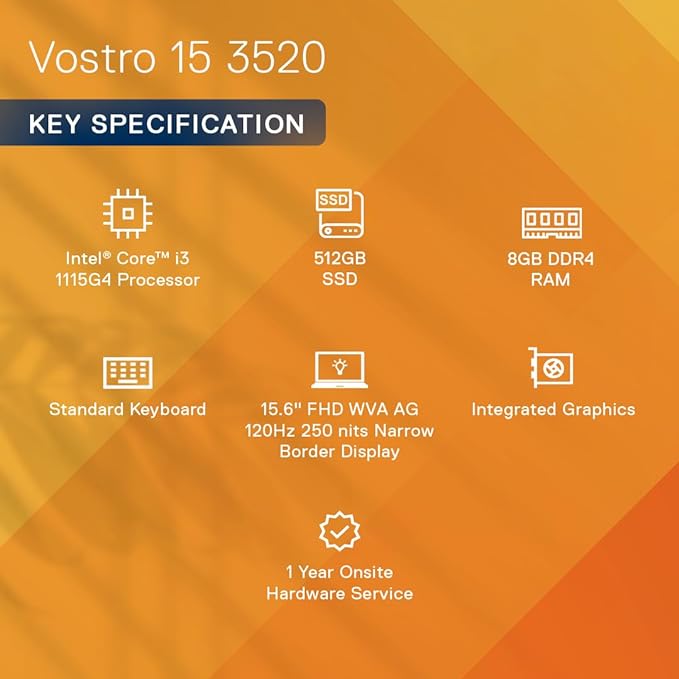 Vostro 15 3520
KEY SPECIFICATION
SSD
Intel® Core™ i3
1115G4 Processor
512GB
SSD
8GB DDR4
RAM
Standard Keyboard
15.6" FHD WVA AG
120Hz 250 nits Narrow
Border Display
Integrated Graphics
1 Year Onsite
Hardware Service